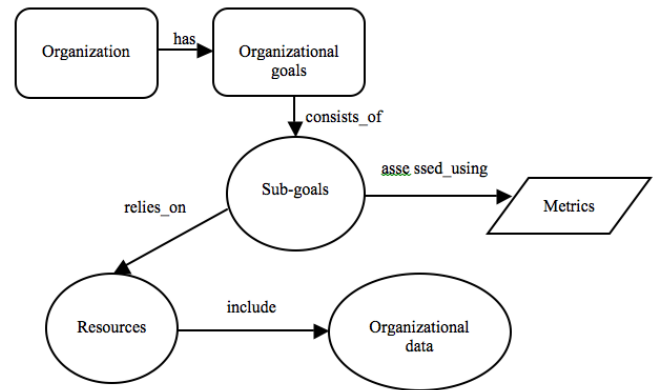 Organization
has
Organizational
goals
consists_of
Sub-goals
asse ssed_using
Metrics
relies_on
Resources
include
Organizational
data